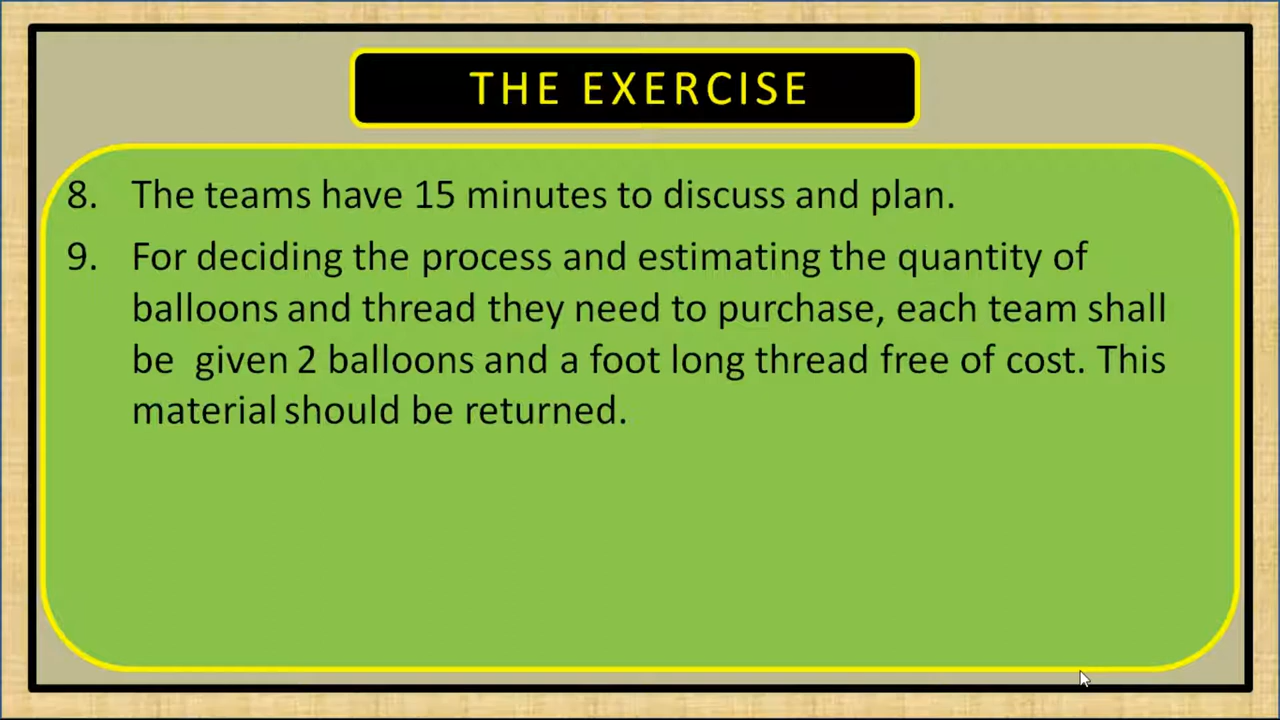 THE EXERCISE
8. The teams have 15 minutes to discuss and plan.
9. For deciding the process and estimating the quantity of
balloons and thread they need to purchase, each team shall
be given 2 balloons and a foot long thread free of cost. This
material should be returned.